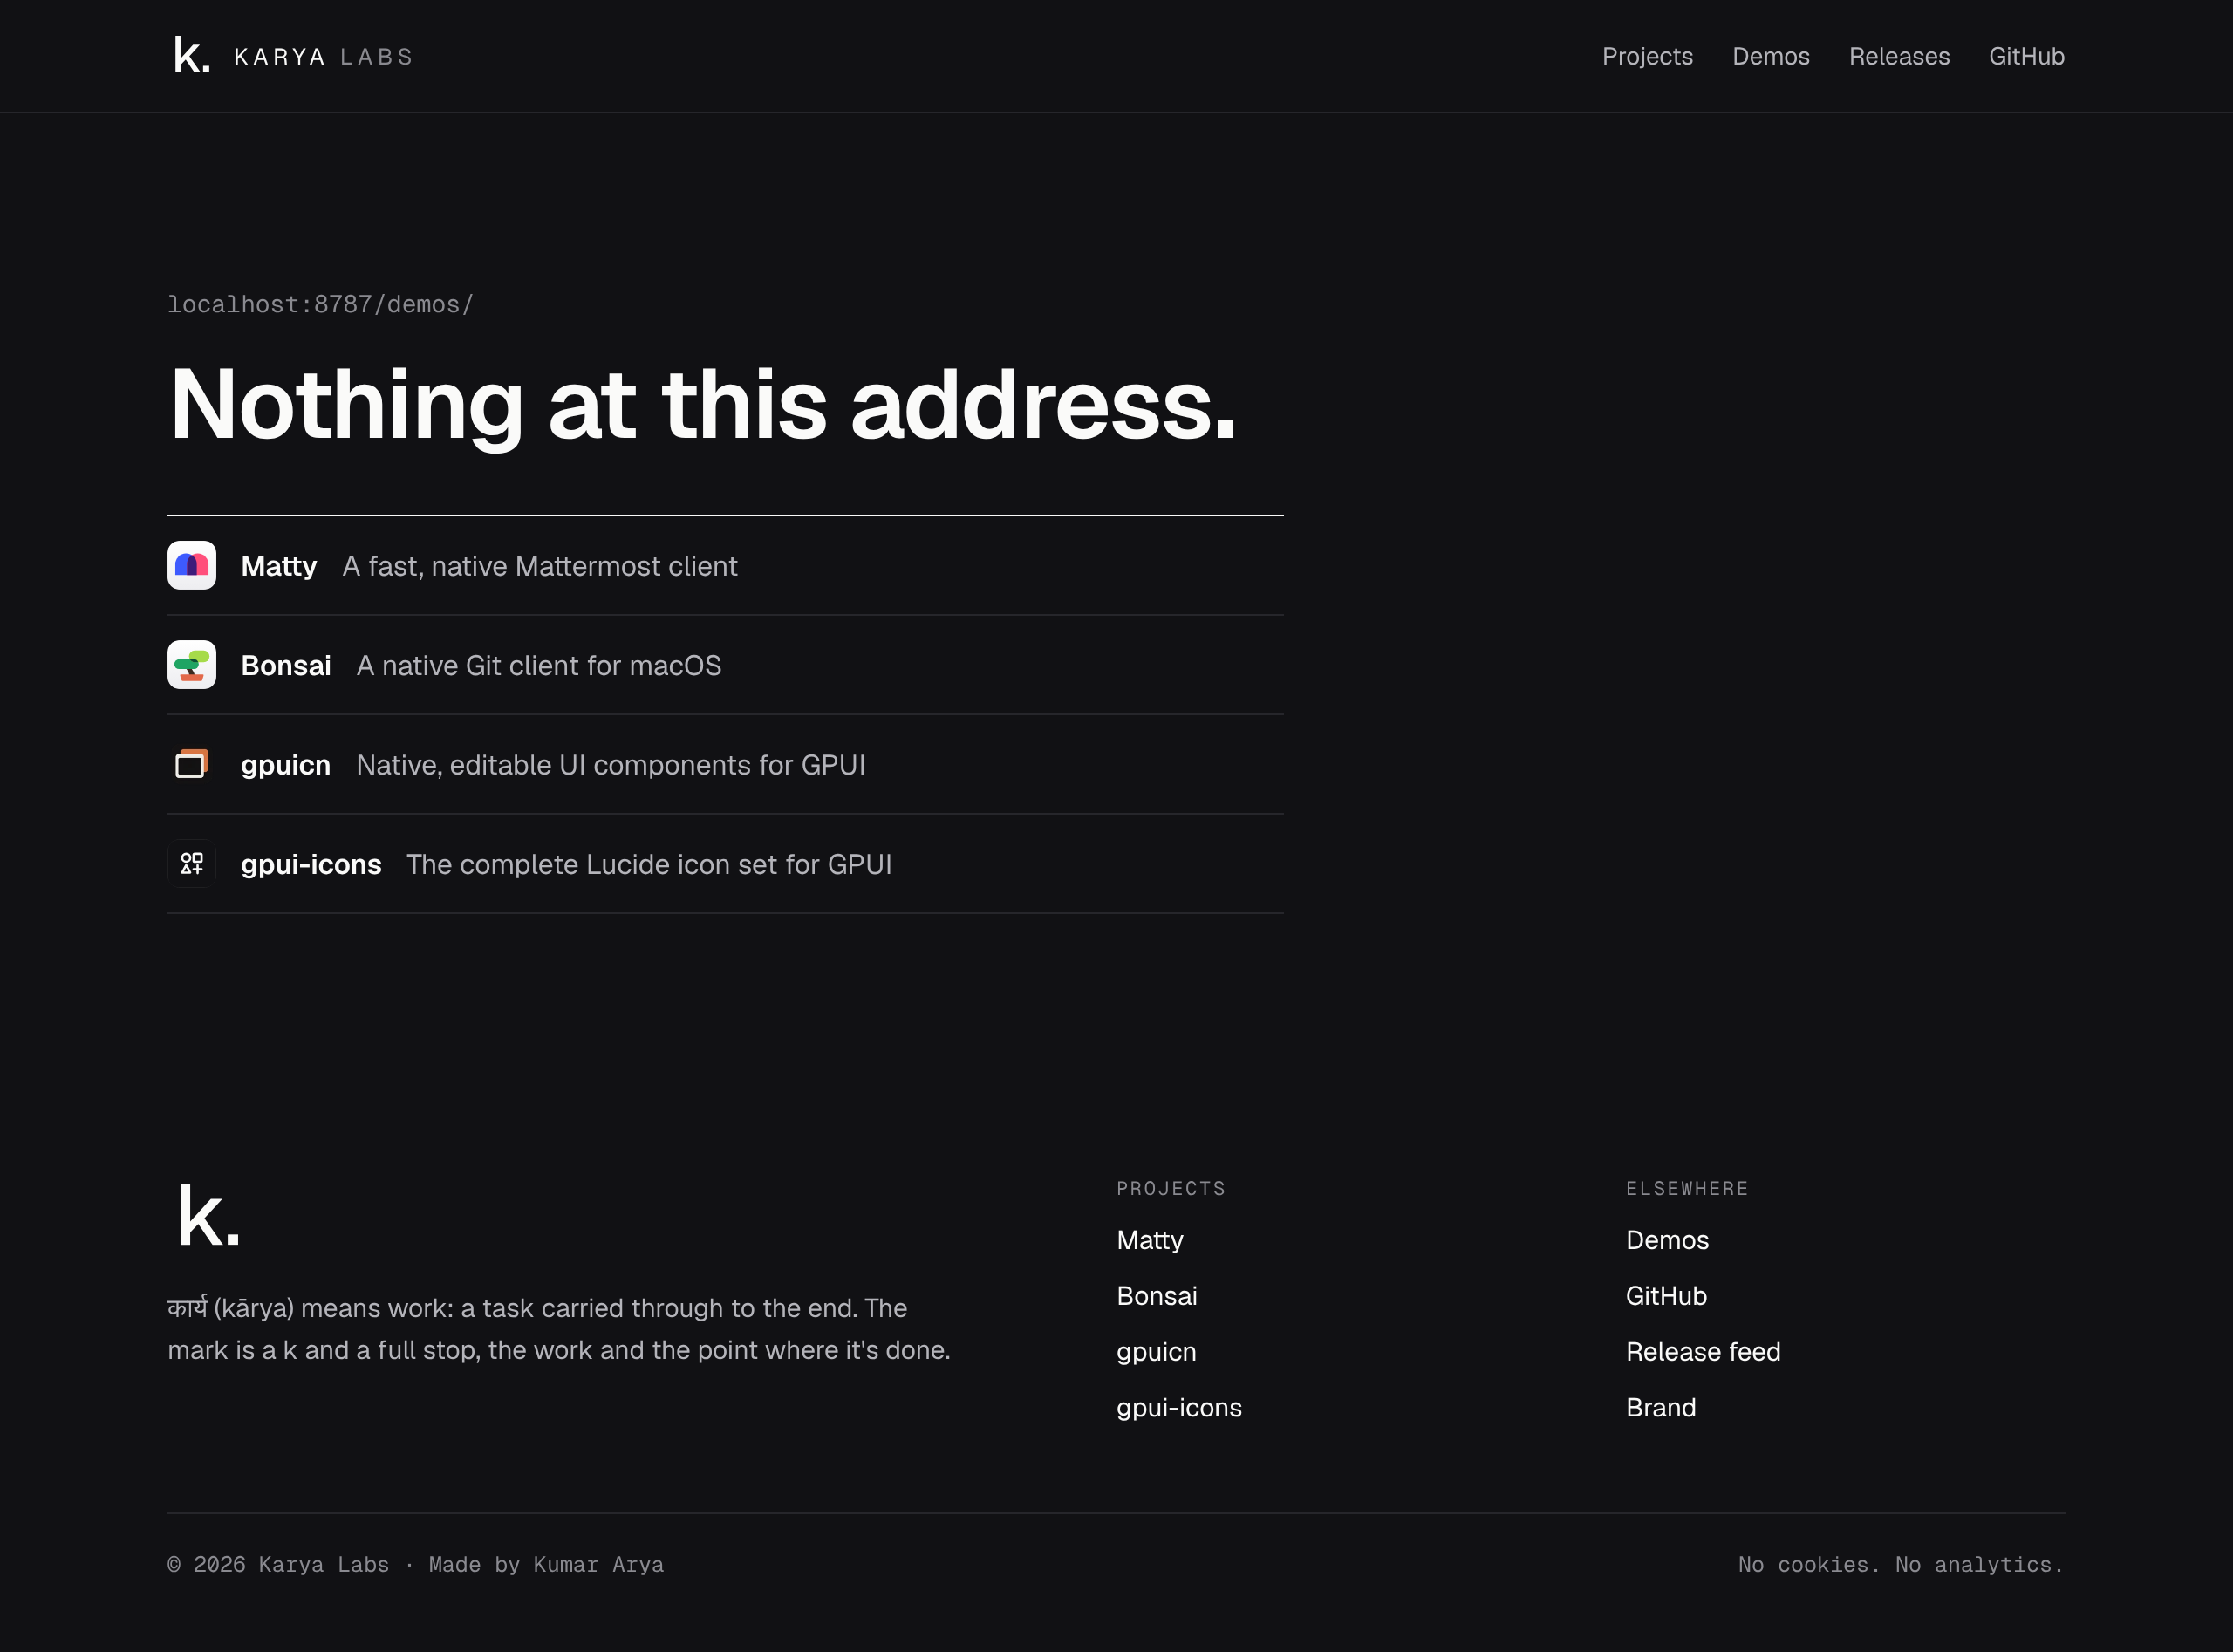 k. KARYA LABS
Projects Demos Releases GitHub
localhost:8787/demos/
Nothing at this address.
Matty A fast, native Mattermost client
Bonsai A native Git client for macOS
gpuicn Native, editable UI components for GPUI
gpui-icons The complete Lucide icon set for GPUI
k.
कार्य (kārya) means work: a task carried through to the end. The
mark is a k and a full stop, the work and the point where it's done.
PROJECTS
Matty
Bonsai
gpuicn
gpui-icons
ELSEWHERE
Demos
GitHub
Release feed
Brand
© 2026 Karya Labs · Made by Kumar Arya
No cookies. No analytics.